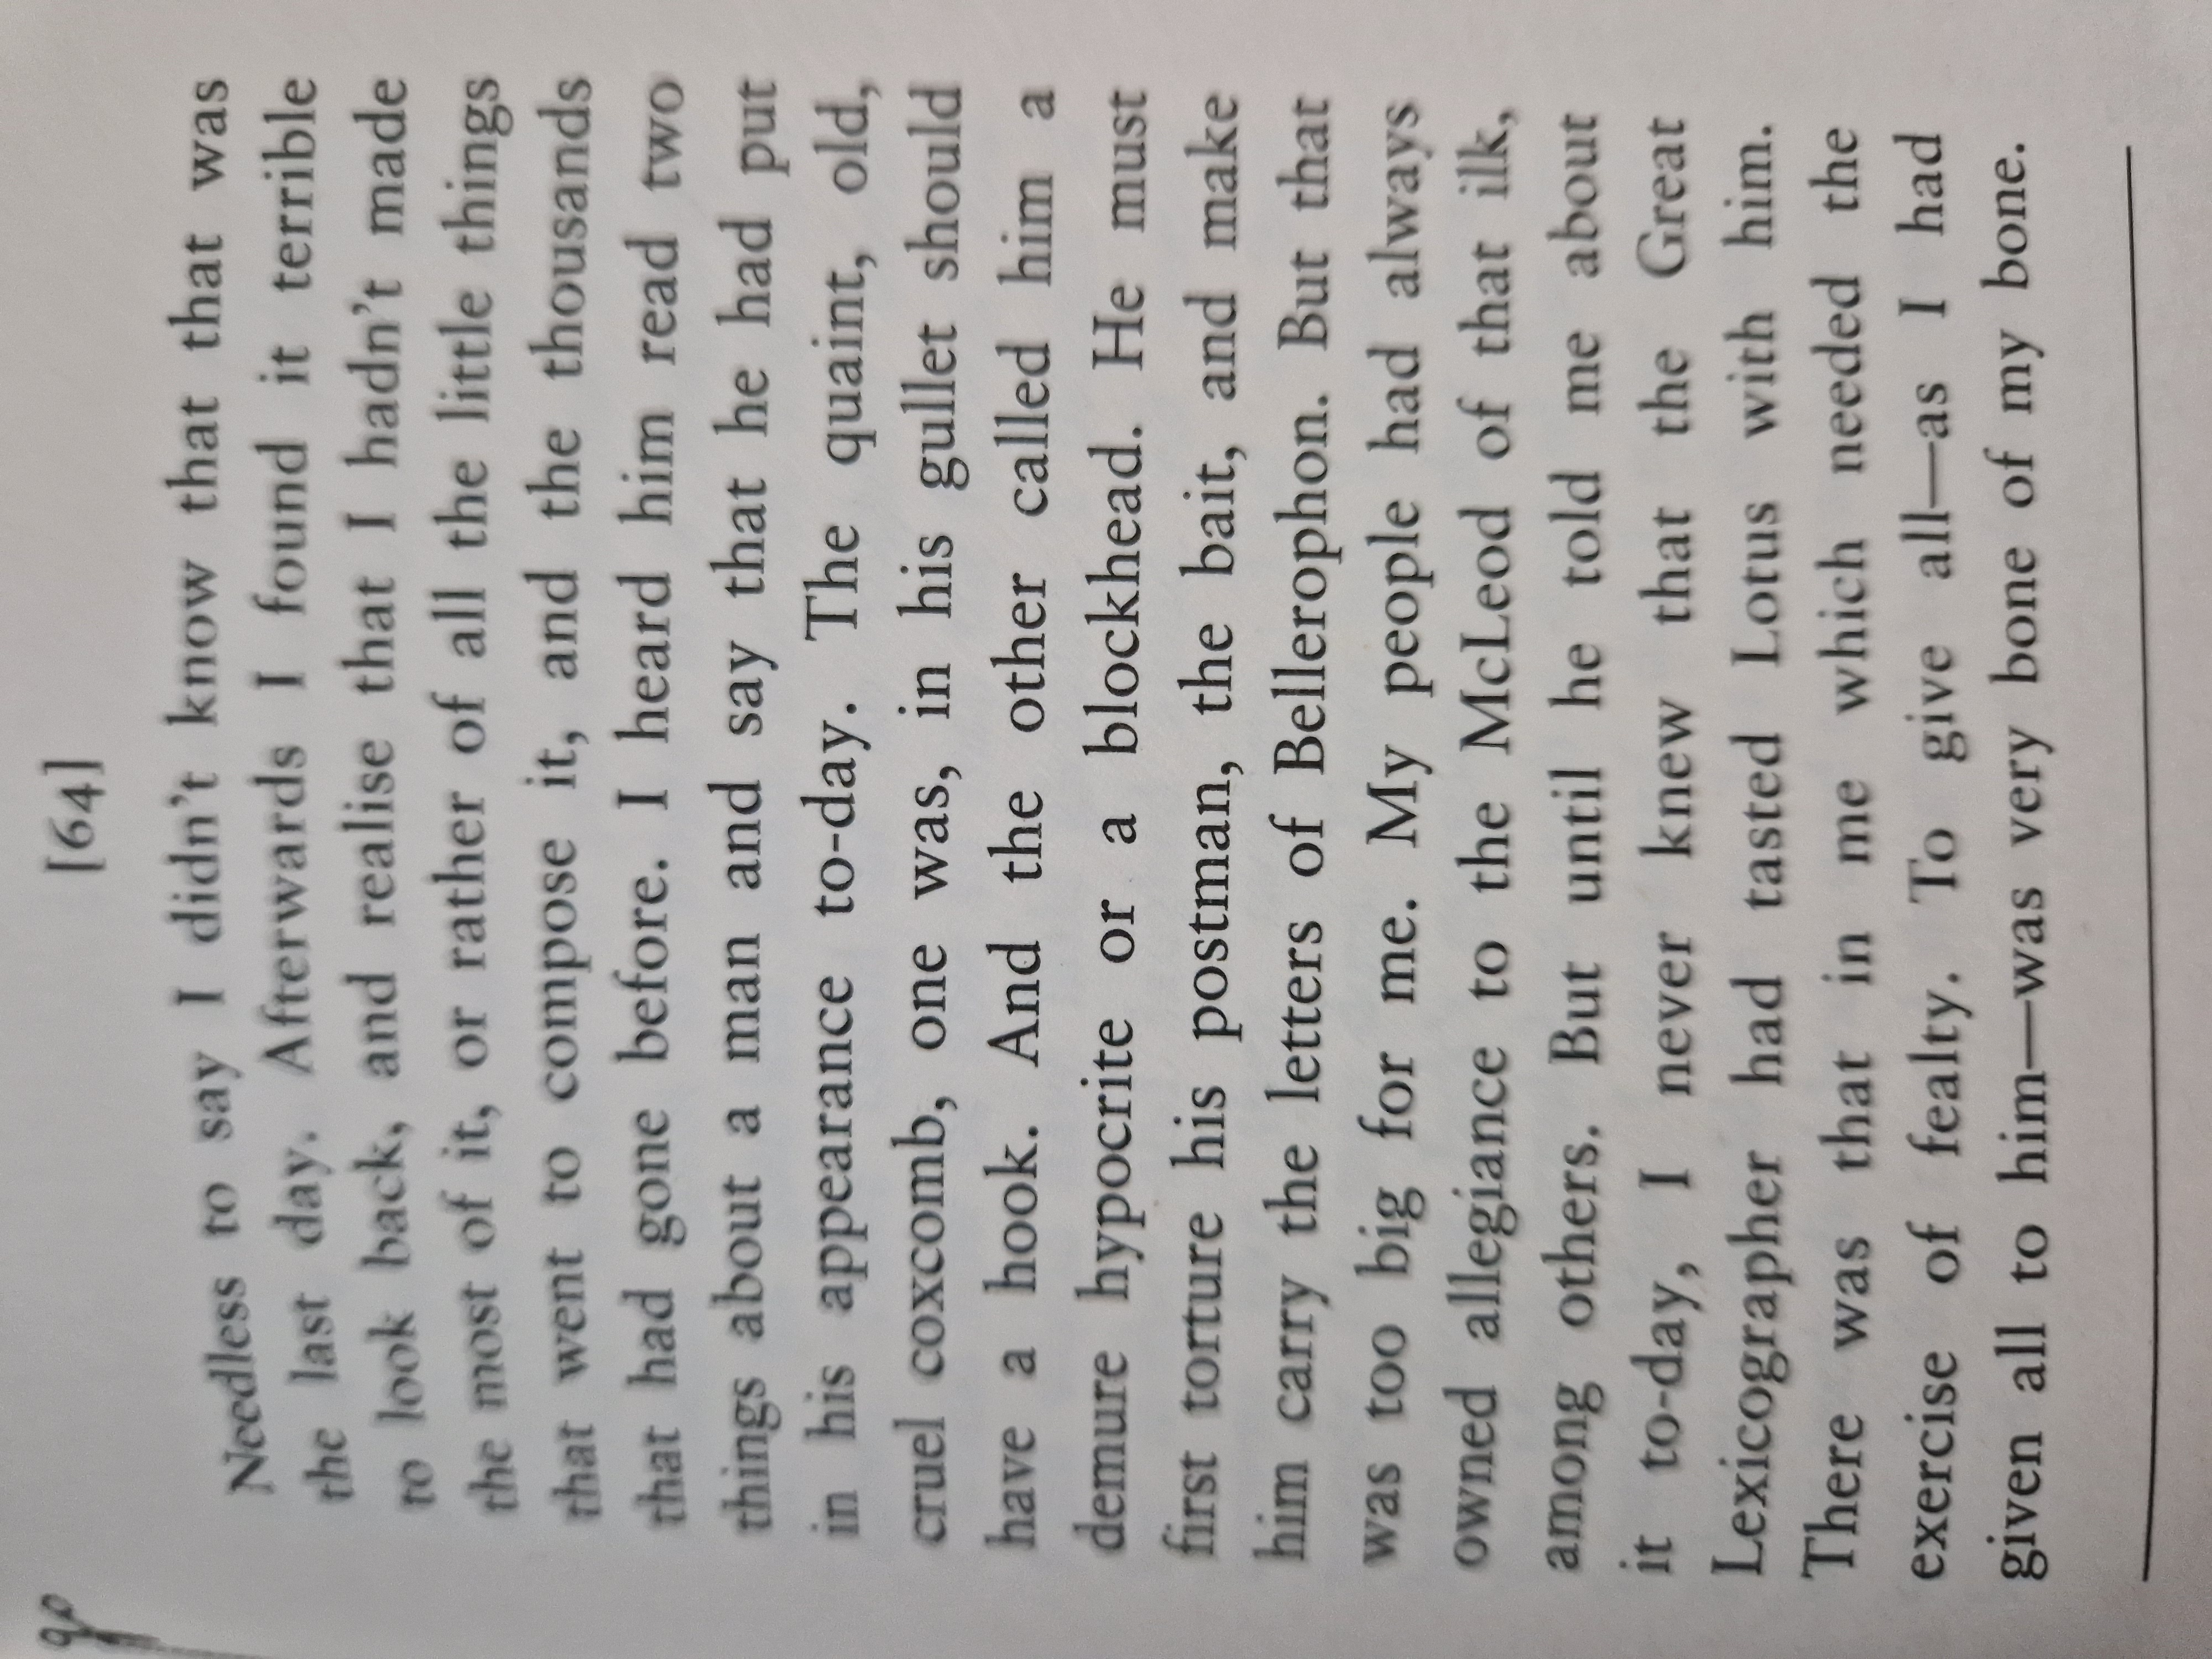 [64]
Needless to say I didn't know that that was
the last day. Afterwards I found it terrible
to look back, and realise that I hadn't made
the most of it, or rather of all the little things
that went to compose it, and the thousands
that had gone before. I heard him read two
things about a man and say that he had put
in his appearance to-day. The quaint, old,
cruel coxcomb, one was, in his gullet should
have a hook. And the other called him a
demure hypocrite or a blockhead. He must
first torture his postman, the bait, and make
him carry the letters of Bellerophon. But that
was too big for me. My people had always
owned allegiance to the McLeod of that ilk,
among others. But until he told me about
it to-day, I never knew that the Great
Lexicographer had tasted Lotus with him.
There was that in me which needed the
exercise of fealty. To give all—as I had
given all to him—was very bone of my bone.